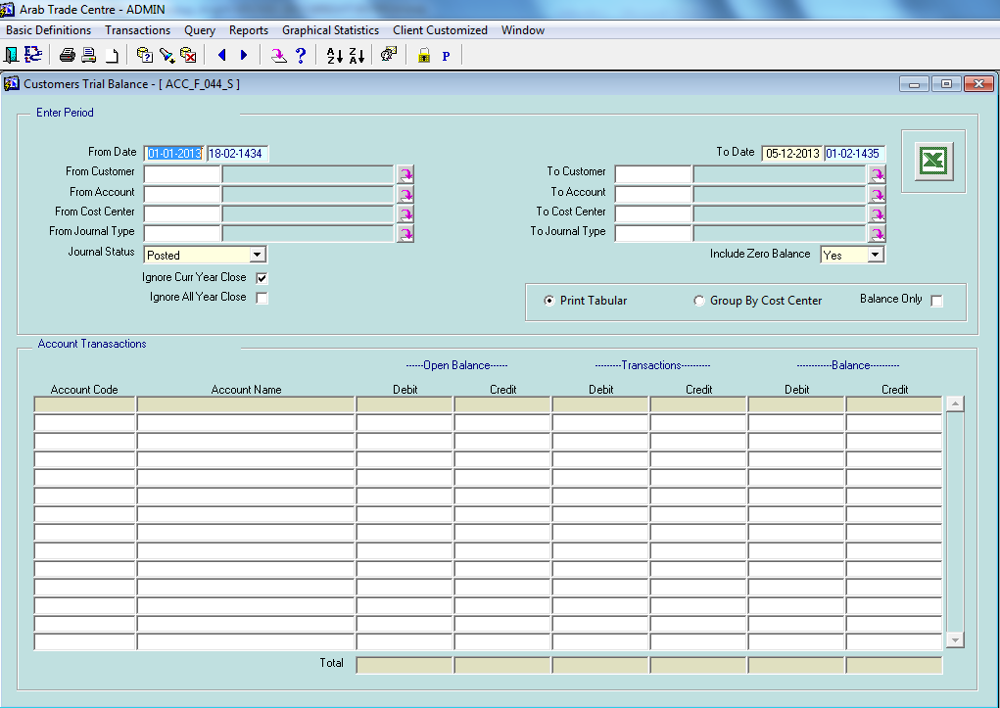 Arab Trade Centre - ADMIN
Basic Definitions Transactions Query Reports Graphical Statistics Client Customized Window
A Z Z A P
Customers Trial Balance - [ ACC_F_044_S ]
Enter Period
From Date 01-01-2013 18-02-1434 To Date 05-12-2013 01-02-1435
From Customer To Customer
From Account To Account
From Cost Center To Cost Center
From Journal Type To Journal Type
Journal Status Posted Include Zero Balance Yes
Ignore Curr Year Close
Ignore All Year Close
Print Tabular Group By Cost Center Balance Only
Account Tranasactions
------Open Balance------ ---------Transactions---------- -----------Balance----------
Account Code Account Name Debit Credit Debit Credit Debit Credit
Total